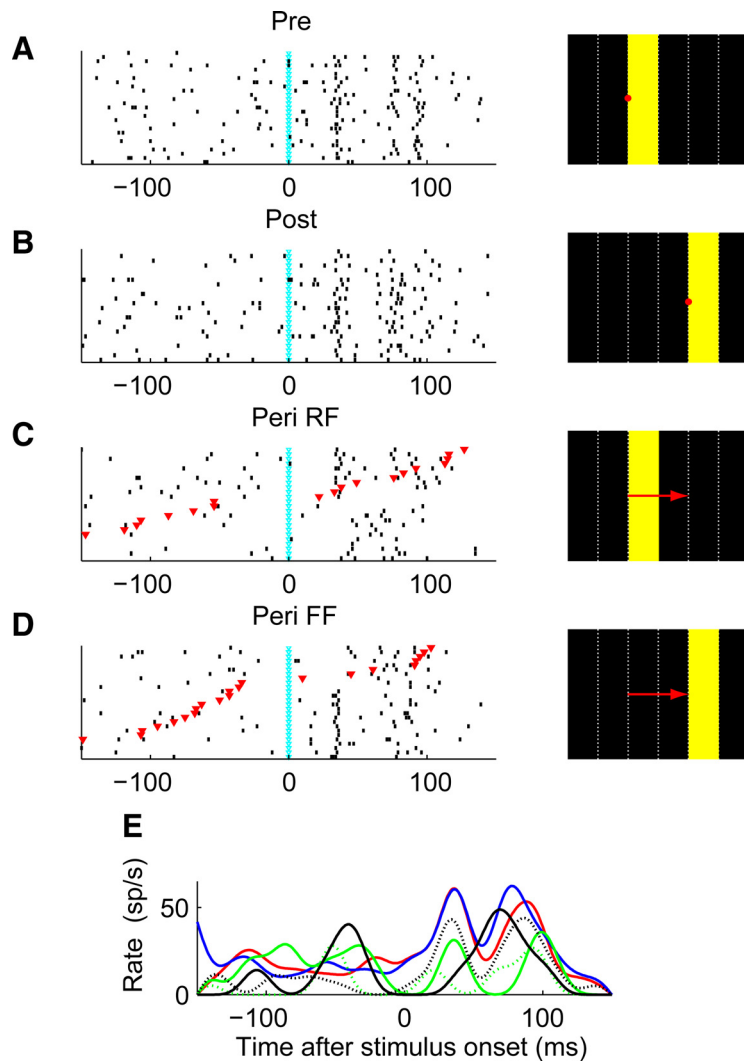 A
Pre
−100 0 100
B
Post
−100 0 100
C
Peri RF
−100 0 100
D
Peri FF
−100 0 100
E
Rate (sp/s)
50
0
−100 0 100
Time after stimulus onset (ms)